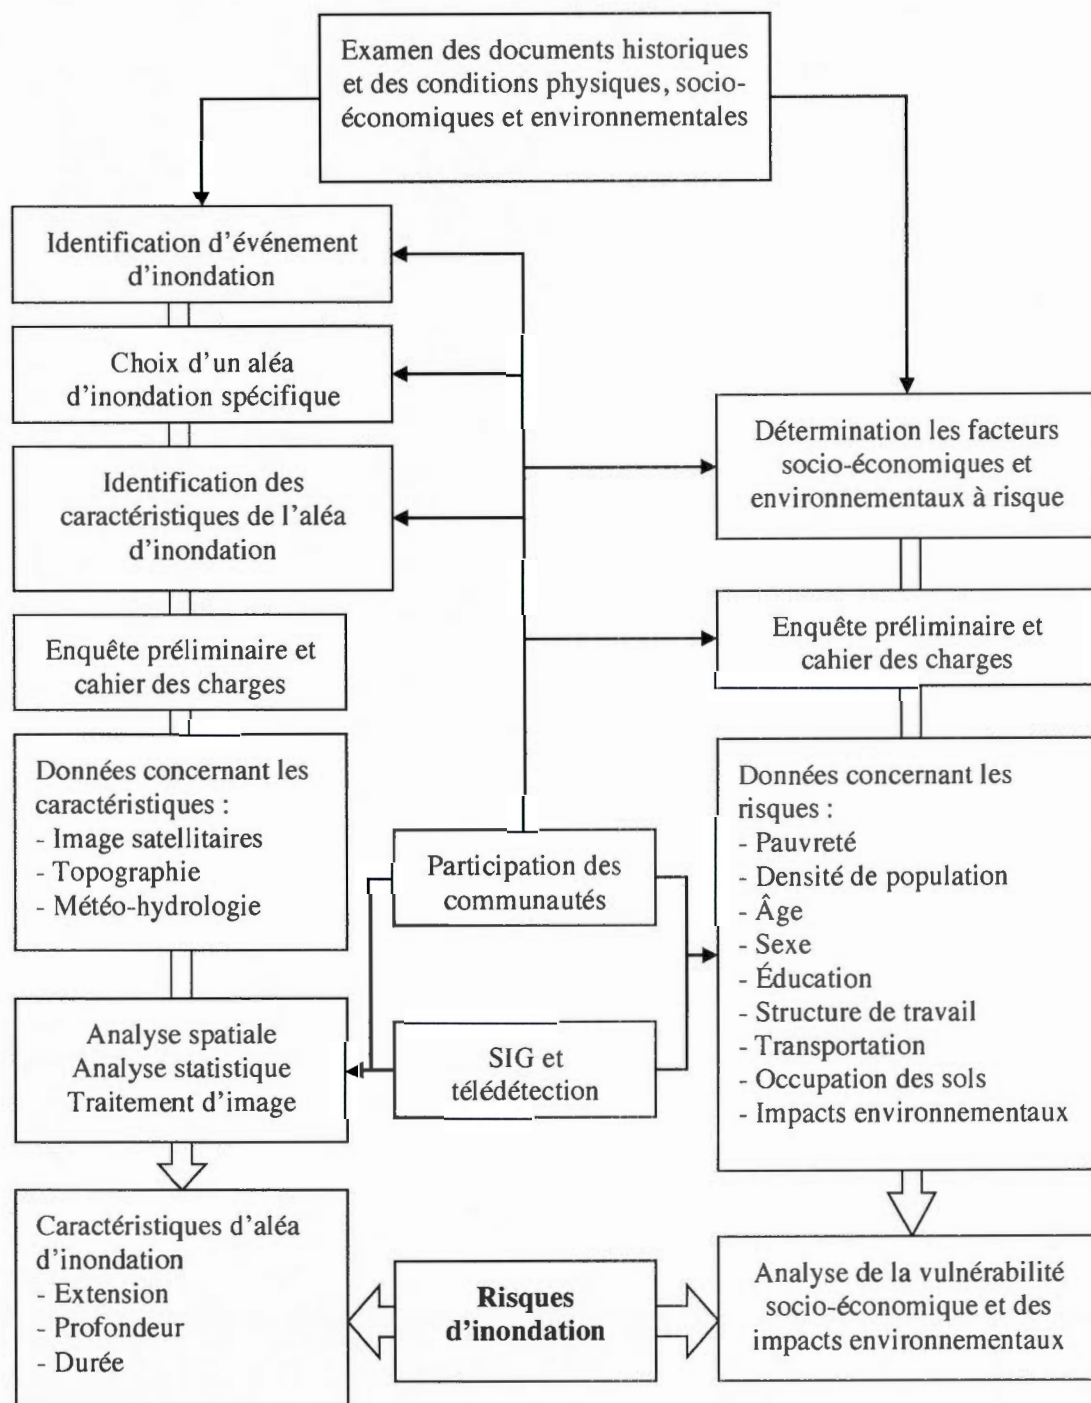 Examen des documents historiques
et des conditions physiques, socio-
économiques et environnementales
Identification d'événement
d'inondation
Choix d'un aléa
d'inondation spécifique
Identification des
caractéristiques de l'aléa
d'inondation
Enquête préliminaire et
cahier des charges
Données concernant les
caractéristiques :
- Image satellitaires
- Topographie
- Météo-hydrologie
Analyse spatiale
Analyse statistique
Traitement d'image
Caractéristiques d'aléa
d'inondation
- Extension
- Profondeur
- Durée
Participation des
communautés
SIG et
télédétection
Risques
d'inondation
Détermination les facteurs
socio-économiques et
environnementaux à risque
Enquête préliminaire et
cahier des charges
Données concernant les
risques :
- Pauvreté
- Densité de population
- Âge
- Sexe
- Éducation
- Structure de travail
- Transportation
- Occupation des sols
- Impacts environnementaux
Analyse de la vulnérabilité
socio-économique et des
impacts environnementaux